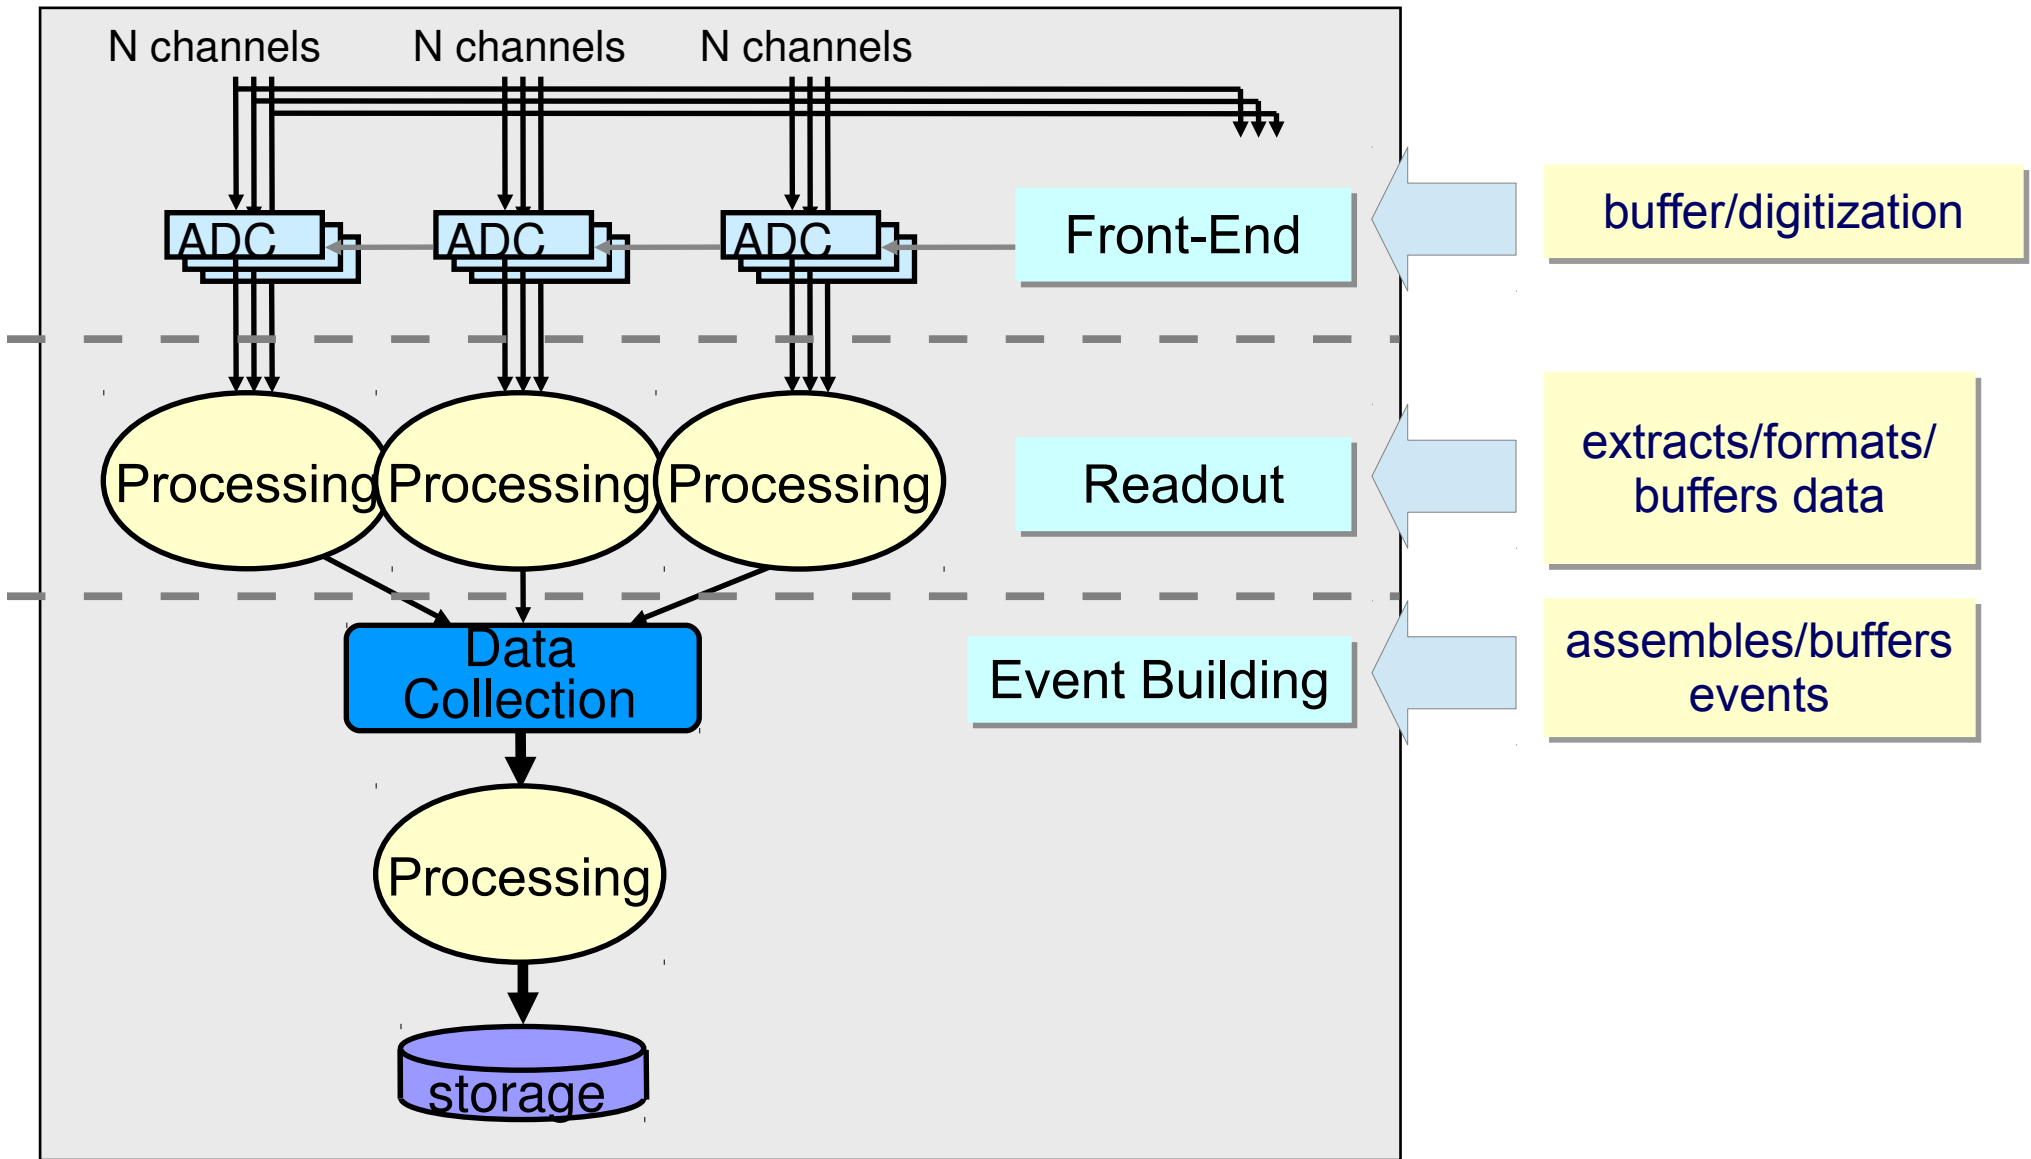 N channels N channels N channels
ADC ADC ADC
Front-End
buffer/digitization
Processing Processing Processing
Readout
extracts/formats/
buffers data
Data
Collection
Event Building
assembles/buffers
events
Processing
storage